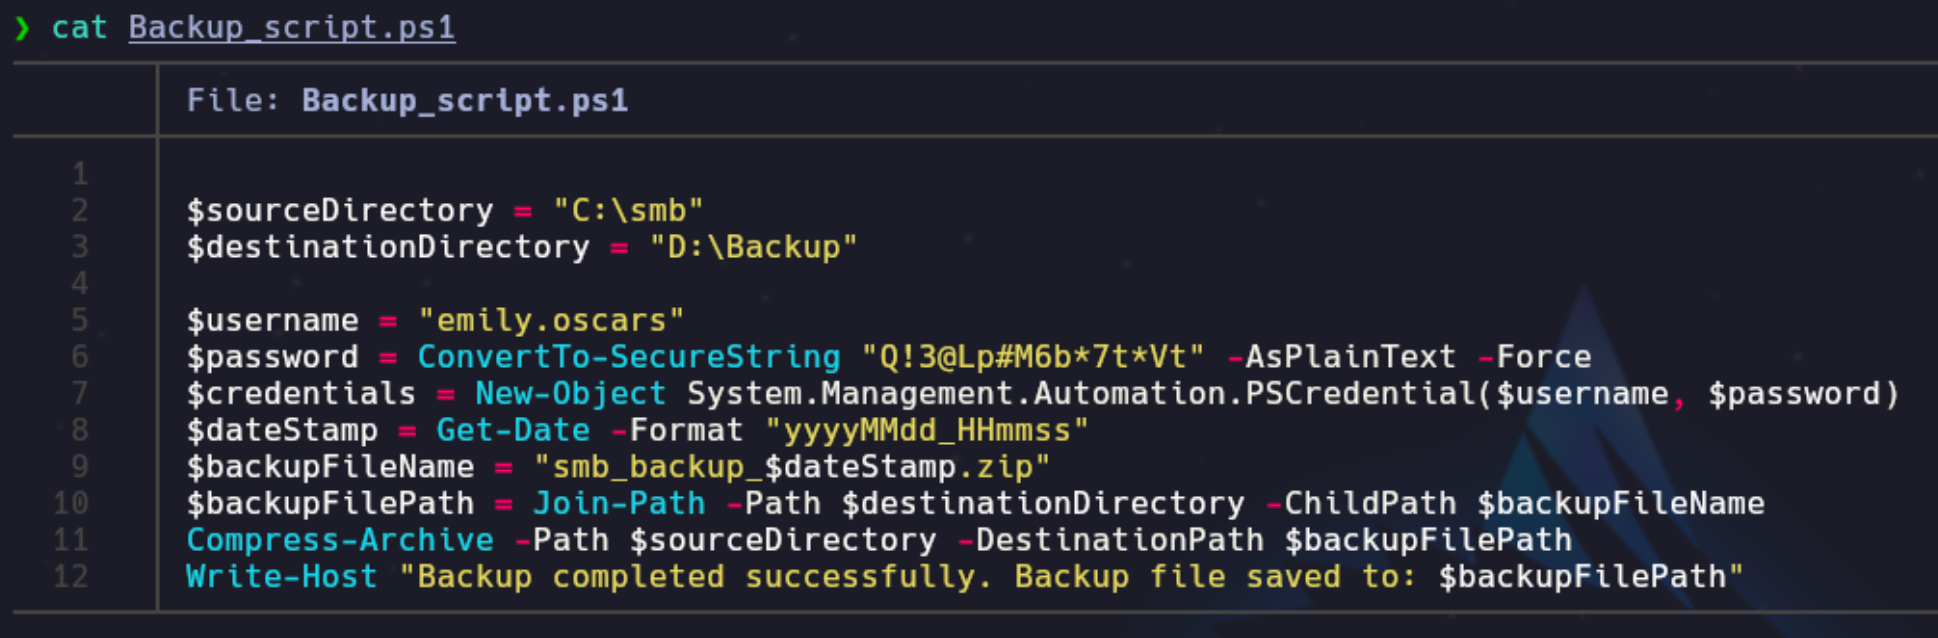 ❯ cat Backup_script.ps1
File: Backup_script.ps1
1
2 $sourceDirectory = "C:\smb"
3 $destinationDirectory = "D:\Backup"
4
5 $username = "emily.oscars"
6 $password = ConvertTo-SecureString "Q!3@Lp#M6b*7t*Vt" -AsPlainText -Force
7 $credentials = New-Object System.Management.Automation.PSCredential($username, $password)
8 $dateStamp = Get-Date -Format "yyyyMMdd_HHmmss"
9 $backupFileName = "smb_backup_$dateStamp.zip"
10 $backupFilePath = Join-Path -Path $destinationDirectory -ChildPath $backupFileName
11 Compress-Archive -Path $sourceDirectory -DestinationPath $backupFilePath
12 Write-Host "Backup completed successfully. Backup file saved to: $backupFilePath"